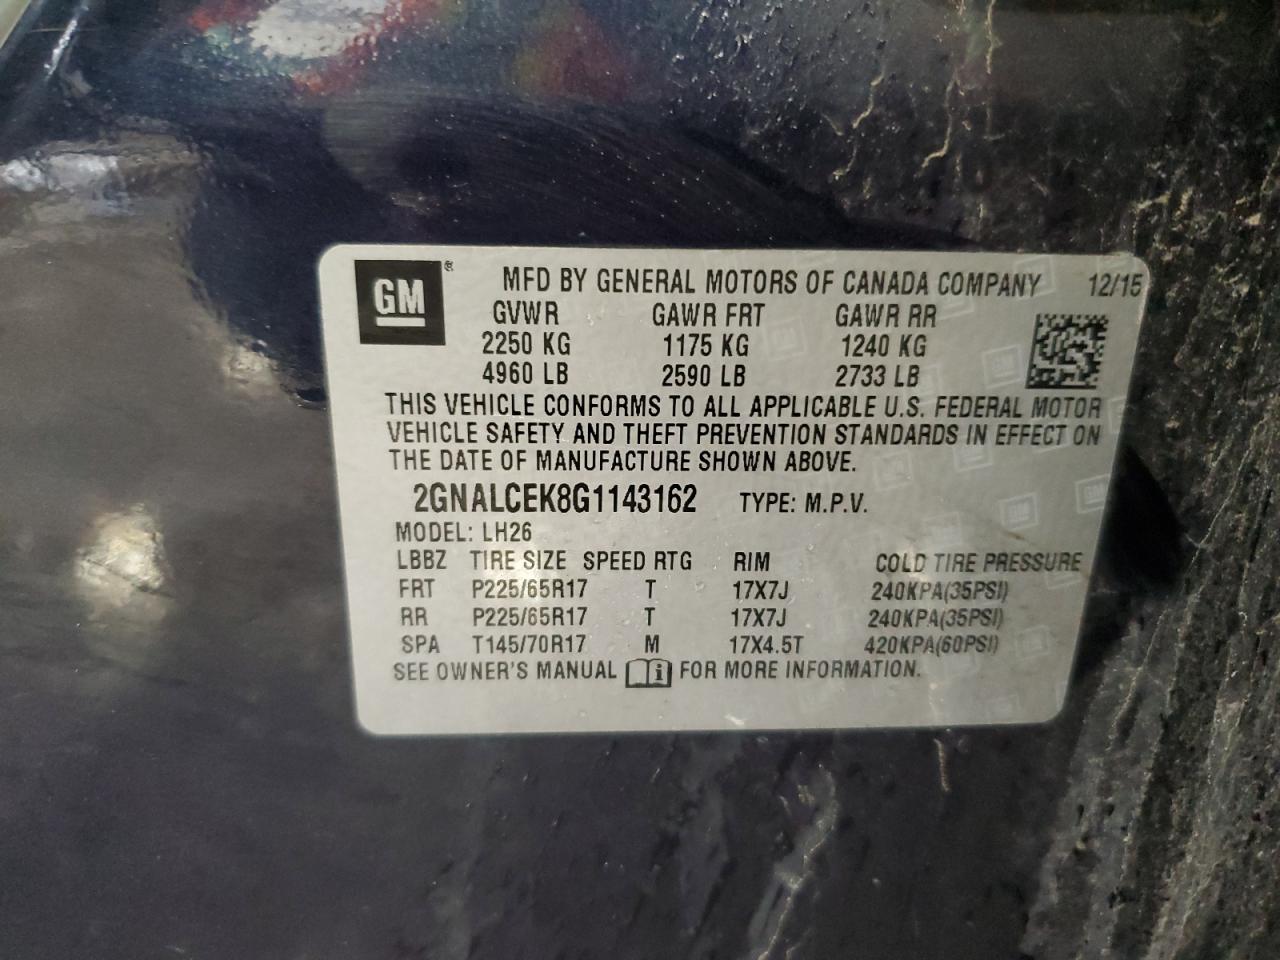 GM ® MFD BY GENERAL MOTORS OF CANADA COMPANY 12/15
GVWR GAWR FRT GAWR RR
2250 KG 1175 KG 1240 KG
4960 LB 2590 LB 2733 LB
THIS VEHICLE CONFORMS TO ALL APPLICABLE U.S. FEDERAL MOTOR
VEHICLE SAFETY AND THEFT PREVENTION STANDARDS IN EFFECT ON
THE DATE OF MANUFACTURE SHOWN ABOVE.
2GNALCEK8G1143162 TYPE: M.P.V.
MODEL: LH26
LBBZ TIRE SIZE SPEED RTG RIM COLD TIRE PRESSURE
FRT P225/65R17 T 17X7J 240KPA(35PSI)
RR P225/65R17 T 17X7J 240KPA(35PSI)
SPA T145/70R17 M 17X4.5T 420KPA(60PSI)
SEE OWNER'S MANUAL i FOR MORE INFORMATION.